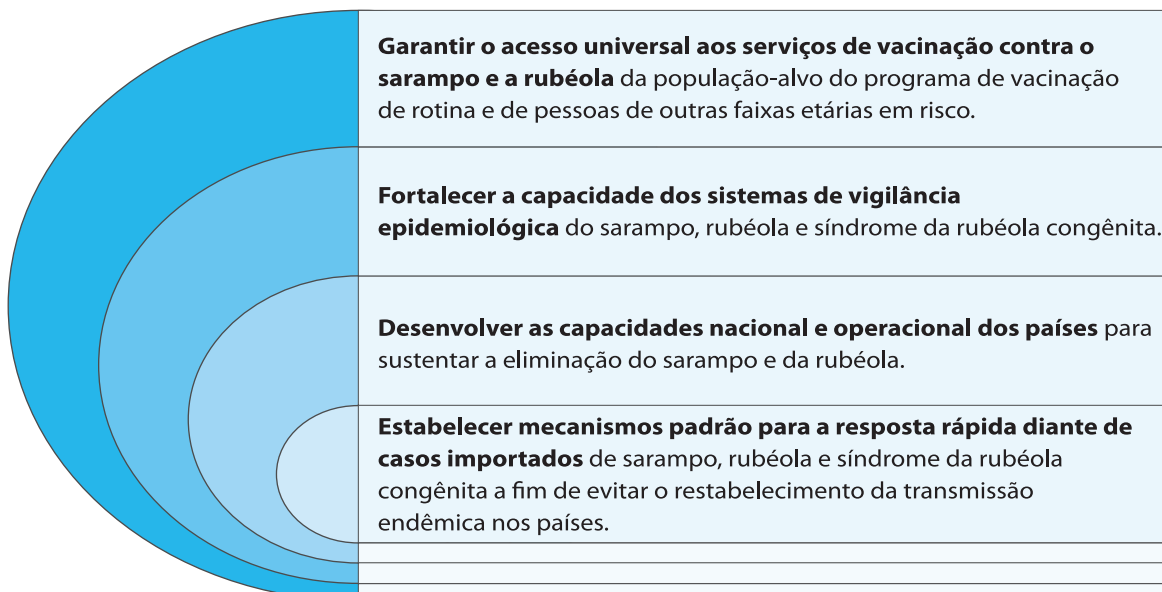 Garantir o acesso universal aos serviços de vacinação contra o
sarampo e a rubéola da população-alvo do programa de vacinação
de rotina e de pessoas de outras faixas etárias em risco.
Fortalecer a capacidade dos sistemas de vigilância
epidemiológica do sarampo, rubéola e síndrome da rubéola congênita.
Desenvolver as capacidades nacional e operacional dos países para
sustentar a eliminação do sarampo e da rubéola.
Estabelecer mecanismos padrão para a resposta rápida diante de
casos importados de sarampo, rubéola e síndrome da rubéola
congênita a fim de evitar o restabelecimento da transmissão
endêmica nos países.